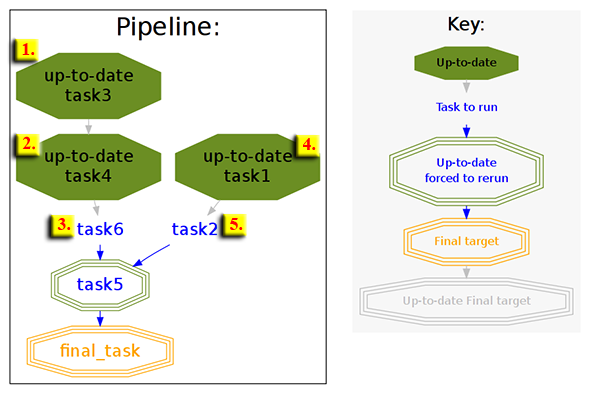 Pipeline:
1.
up-to-date
task3
2.
up-to-date
task4
4.
up-to-date
task1
3.
task6
task2
5.
task5
final_task
Key:
Up-to-date
Task to run
Up-to-date
forced to rerun
Final target
Up-to-date Final target